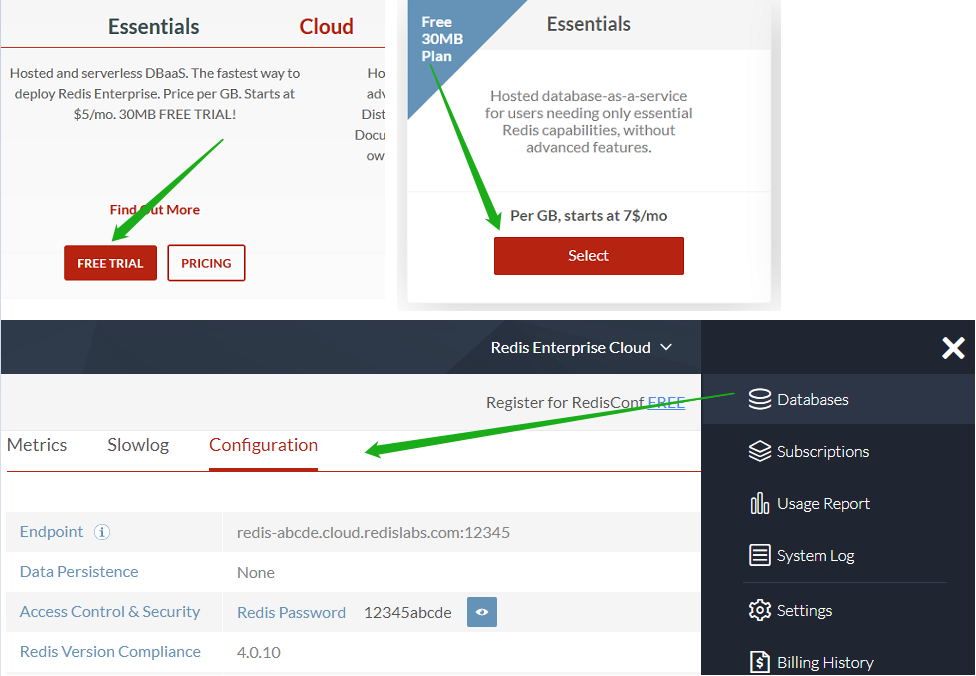 Essentials
Cloud
Hosted and serverless DBaaS. The fastest way to
deploy Redis Enterprise. Price per GB. Starts at
$5/mo. 30MB FREE TRIAL!
Ho
adv
Dist
Docu
ow
Find Out More
FREE TRIAL
PRICING
Free
30MB
Plan
Essentials
Hosted database-as-a-service
for users needing only essential
Redis capabilities, without
advanced features.
Per GB, starts at 7$/mo
Select
Redis Enterprise Cloud
Register for RedisConf FREE
Metrics
Slowlog
Configuration
Endpoint
redis-abcde.cloud.redislabs.com:12345
Data Persistence
None
Access Control & Security
Redis Password 12345abcde
Redis Version Compliance
4.0.10
Databases
Subscriptions
Usage Report
System Log
Settings
Billing History